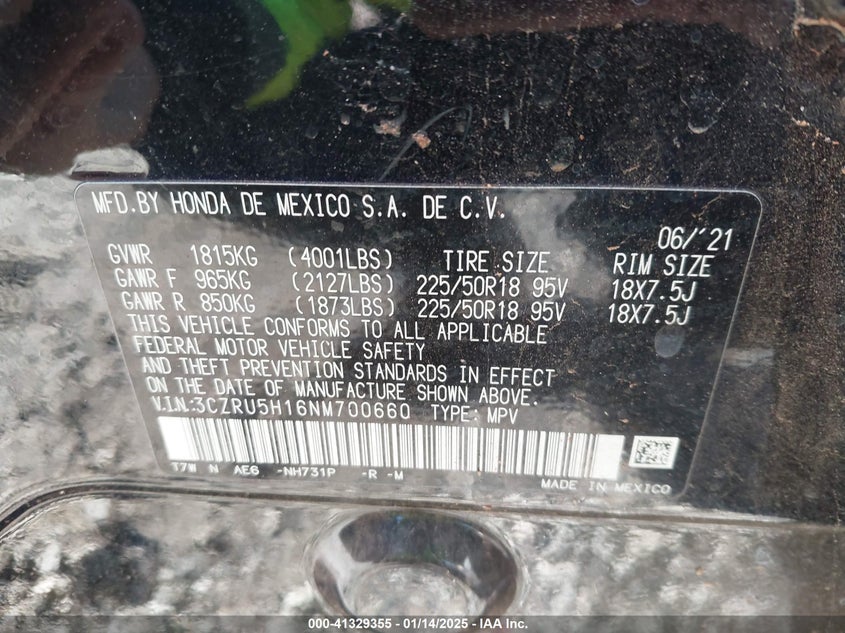 MFD.BY HONDA DE MEXICO S.A. DE C.V.
06/'21
GVWR 1815KG (4001LBS) TIRE SIZE RIM SIZE
GAWR F 965KG (2127LBS) 225/50R18 95V 18X7.5J
GAWR R 850KG (1873LBS) 225/50R18 95V 18X7.5J
THIS VEHICLE CONFORMS TO ALL APPLICABLE
FEDERAL MOTOR VEHICLE SAFETY
AND THEFT PREVENTION STANDARDS IN EFFECT
ON THE DATE OF MANUFACTURE SHOWN ABOVE.
V.I.N.:3CZRU5H16NM700660 TYPE: MPV
T7W N AE6 -NH731P -R -M
MADE IN MEXICO
000-41329355 - 01/14/2025 - IAA Inc.